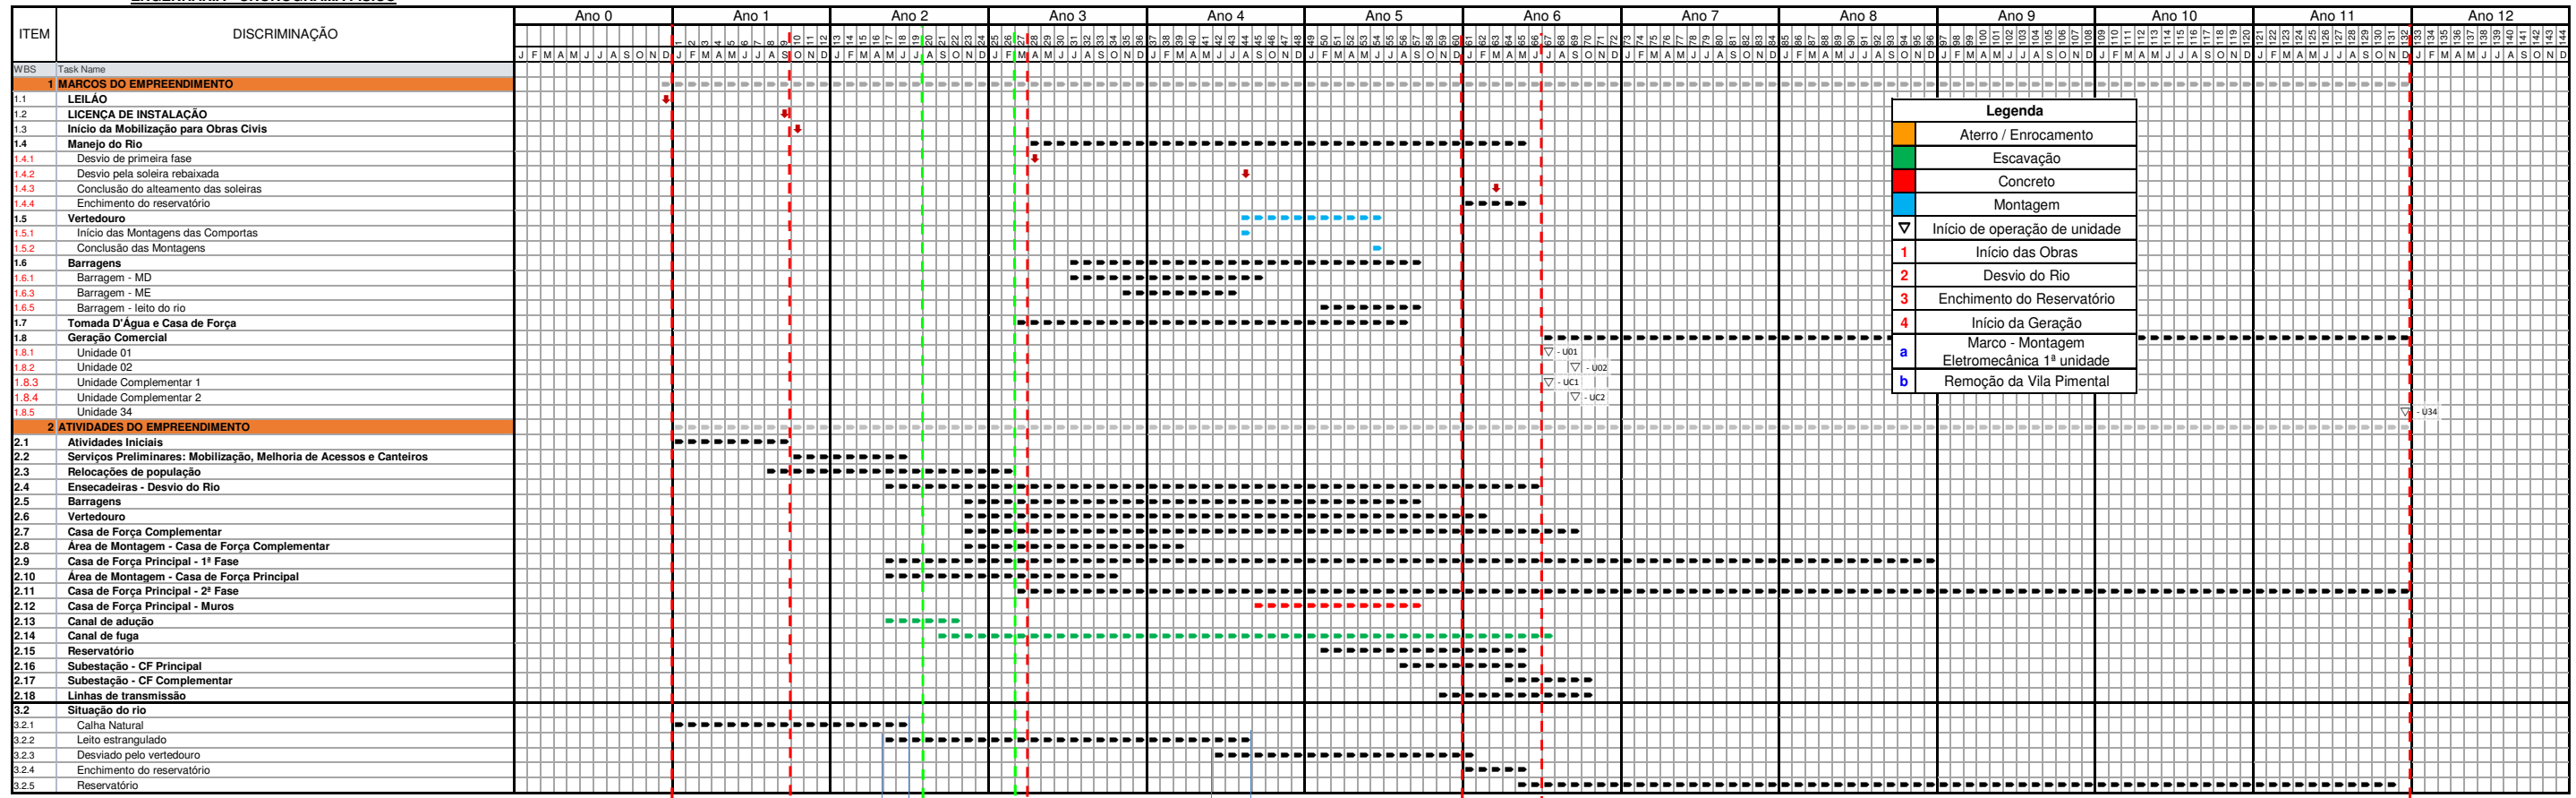 ENGENHARIA - CRONOGRAMA FÍSICO
ITEM DISCRIMINAÇÃO Ano 0 Ano 1 Ano 2 Ano 3 Ano 4 Ano 5 Ano 6 Ano 7 Ano 8 Ano 9 Ano 10 Ano 11 Ano 12
J F M A M J J A S O N D
WBS Task Name
1 MARCOS DO EMPREENDIMENTO
1.1 LEILÁO
1.2 LICENÇA DE INSTALAÇÃO
1.3 Início da Mobilização para Obras Civis
1.4 Manejo do Rio
1.4.1 Desvio de primeira fase
1.4.2 Desvio pela soleira rebaixada
1.4.3 Conclusão do alteamento das soleiras
1.4.4 Enchimento do reservatório
1.5 Vertedouro
1.5.1 Início das Montagens das Comportas
1.5.2 Conclusão das Montagens
1.6 Barragens
1.6.1 Barragem - MD
1.6.3 Barragem - ME
1.6.5 Barragem - leito do rio
1.7 Tomada D'Água e Casa de Força
1.8 Geração Comercial
1.8.1 Unidade 01 - U01
1.8.2 Unidade 02 - U02
1.8.3 Unidade Complementar 1 - UC1
1.8.4 Unidade Complementar 2 - UC2
1.8.5 Unidade 34 - U34
2 ATIVIDADES DO EMPREENDIMENTO
2.1 Atividades Iniciais
2.2 Serviços Preliminares: Mobilização, Melhoria de Acessos e Canteiros
2.3 Relocações de população
2.4 Ensecadeiras - Desvio do Rio
2.5 Barragens
2.6 Vertedouro
2.7 Casa de Força Complementar
2.8 Área de Montagem - Casa de Força Complementar
2.9 Casa de Força Principal - 1ª Fase
2.10 Área de Montagem - Casa de Força Principal
2.11 Casa de Força Principal - 2ª Fase
2.12 Casa de Força Principal - Muros
2.13 Canal de adução
2.14 Canal de fuga
2.15 Reservatório
2.16 Subestação - CF Principal
2.17 Subestação - CF Complementar
2.18 Linhas de transmissão
3.2 Situação do rio
3.2.1 Calha Natural
3.2.2 Leito estrangulado
3.2.3 Desviado pelo vertedouro
3.2.4 Enchimento do reservatório
3.2.5 Reservatório
Legenda
Aterro / Enrocamento
Escavação
Concreto
Montagem
Início de operação de unidade
1 Início das Obras
2 Desvio do Rio
3 Enchimento do Reservatório
4 Início da Geração
a Marco - Montagem
Eletromecânica 1ª unidade
b Remoção da Vila Pimental